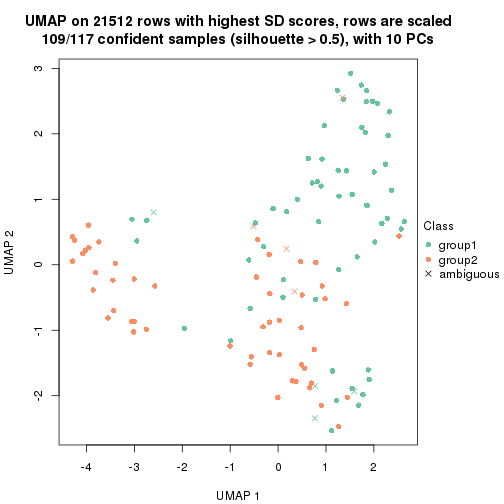 UMAP on 21512 rows with highest SD scores, rows are scaled
109/117 confident samples (silhouette > 0.5), with 10 PCs
3
2
1
0
-1
-2
UMAP 2
-4
-3
-2
-1
0
1
2
UMAP 1
Class
group1
group2
ambiguous